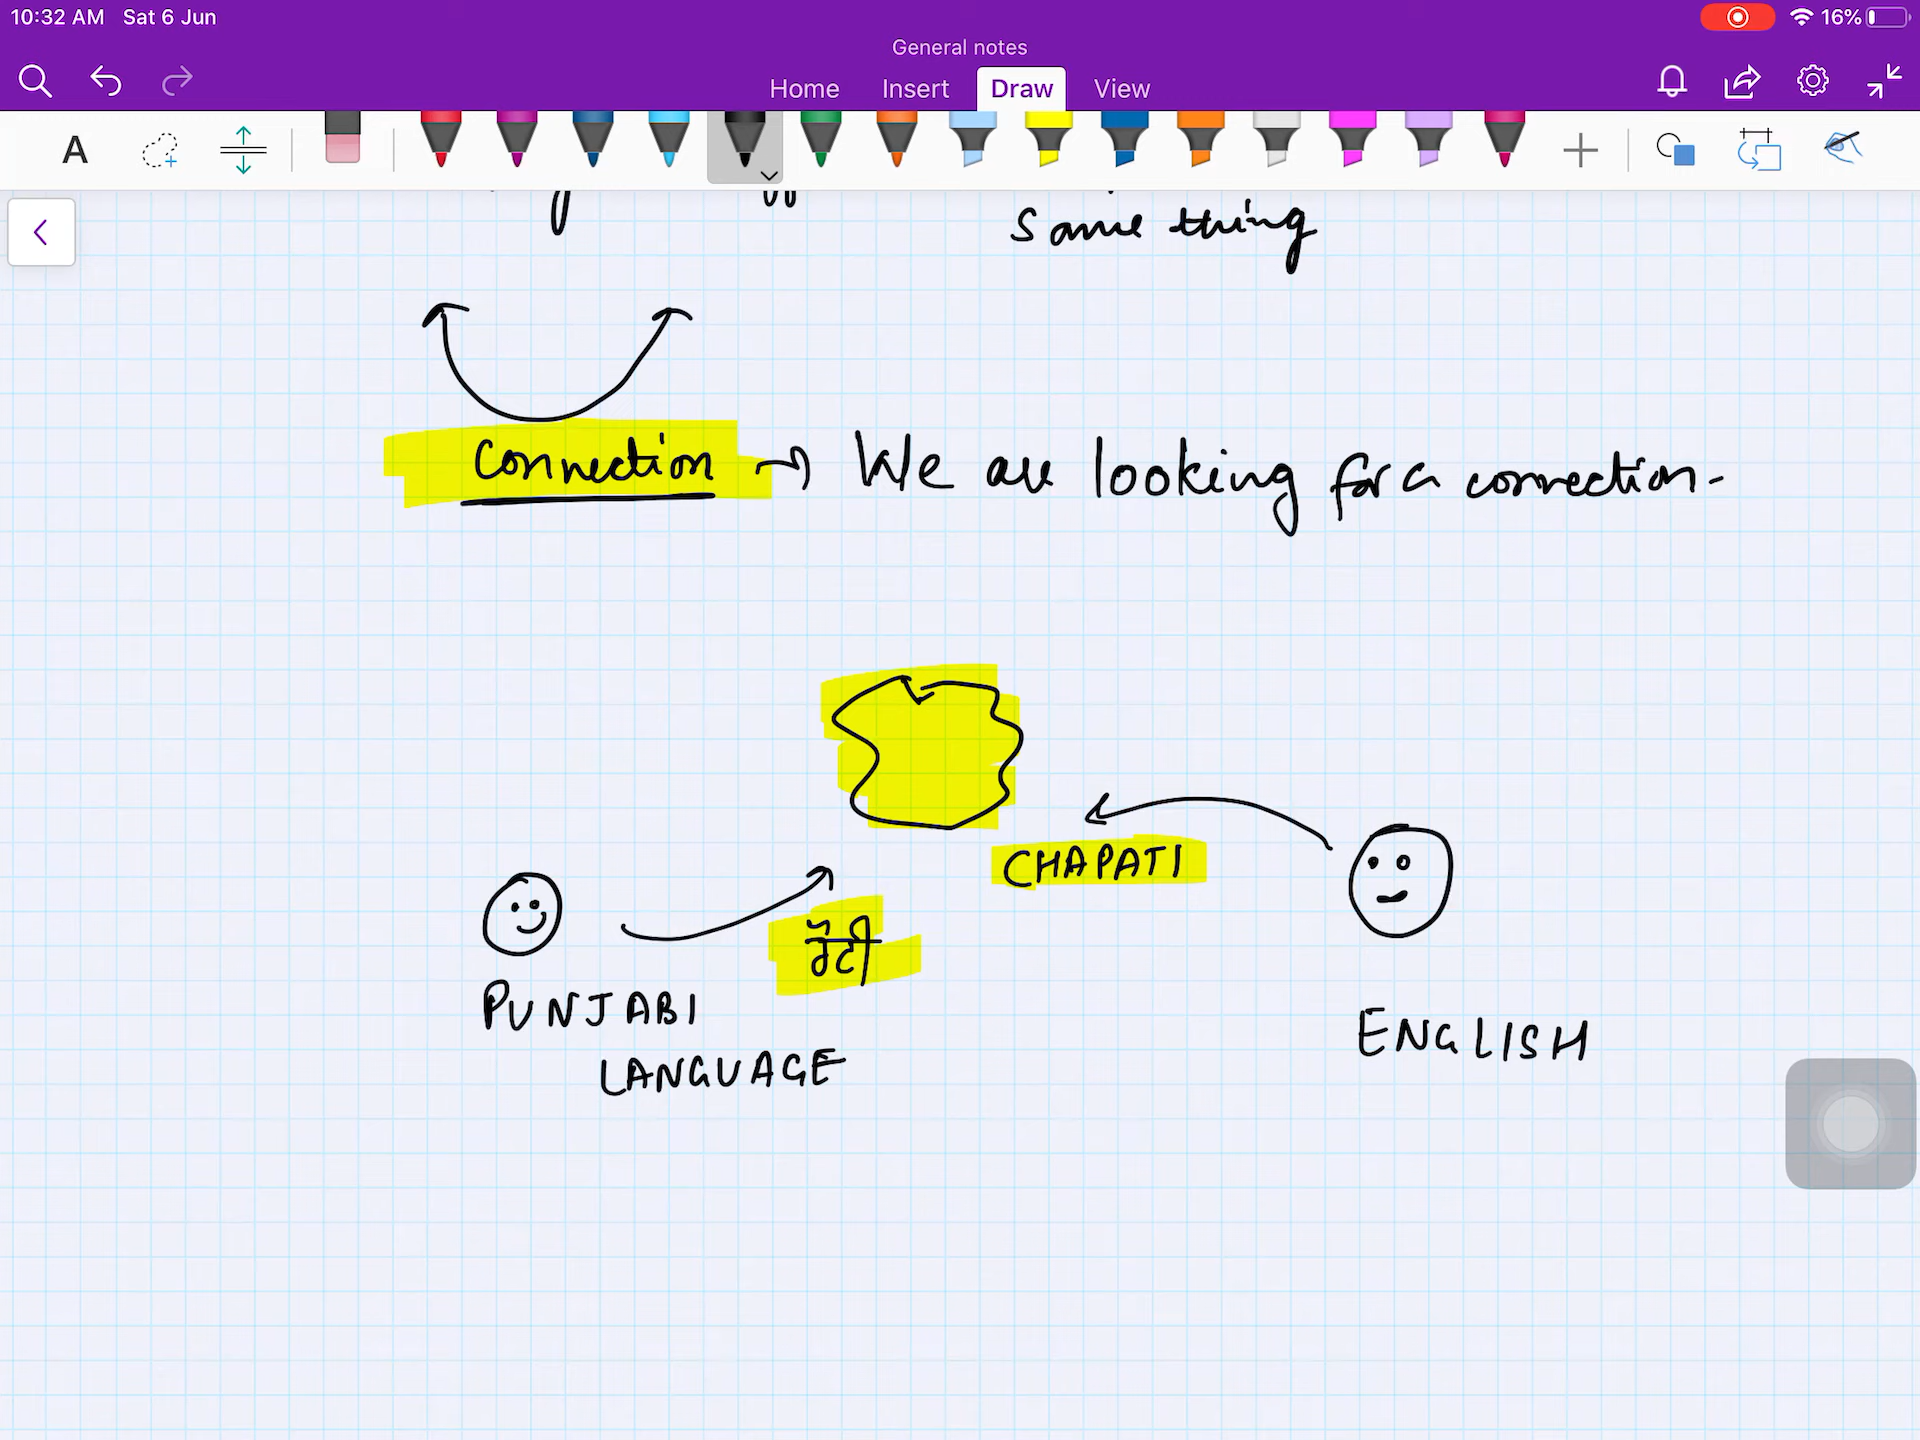 10:32 AM Sat 6 Jun
16%
General notes
Home Insert Draw View
A
same thing
Connection → We are looking for a connection.
CHAPATI
ਰੋਟੀ
PUNJABI
LANGUAGE
ENGLISH